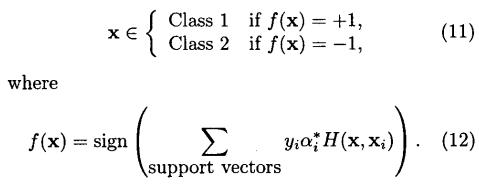 x ∈ { Class 1 if f(x) = +1,
Class 2 if f(x) = −1, (11)
where
f(x) = sign ( ∑ support vectors y_i α_i^* H(x, x_i) ) . (12)